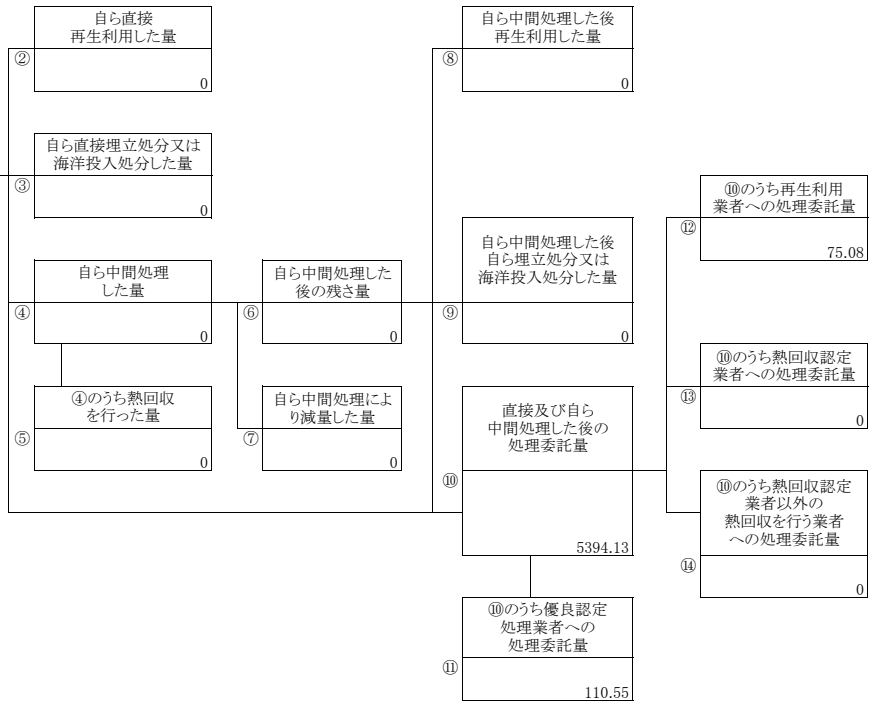 自ら直接
再生利用した量
②
0
自ら直接埋立処分又は
海洋投入処分した量
③
0
自ら中間処理
した量
④
0
④のうち熱回収
を行った量
⑤
0
自ら中間処理した
後の残さ量
⑥
0
自ら中間処理によ
り減量した量
⑦
0
自ら中間処理した後
再生利用した量
⑧
0
自ら中間処理した後
自ら埋立処分又は
海洋投入処分した量
⑨
0
直接及び自ら
中間処理した後の
処理委託量
⑩
5394.13
⑩のうち優良認定
処理業者への
処理委託量
⑪
110.55
⑩のうち再生利用
業者への処理委託量
⑫
75.08
⑩のうち熱回収認定
業者への処理委託量
⑬
0
⑩のうち熱回収認定
業者以外の
熱回収を行う業者
への処理委託量
⑭
0